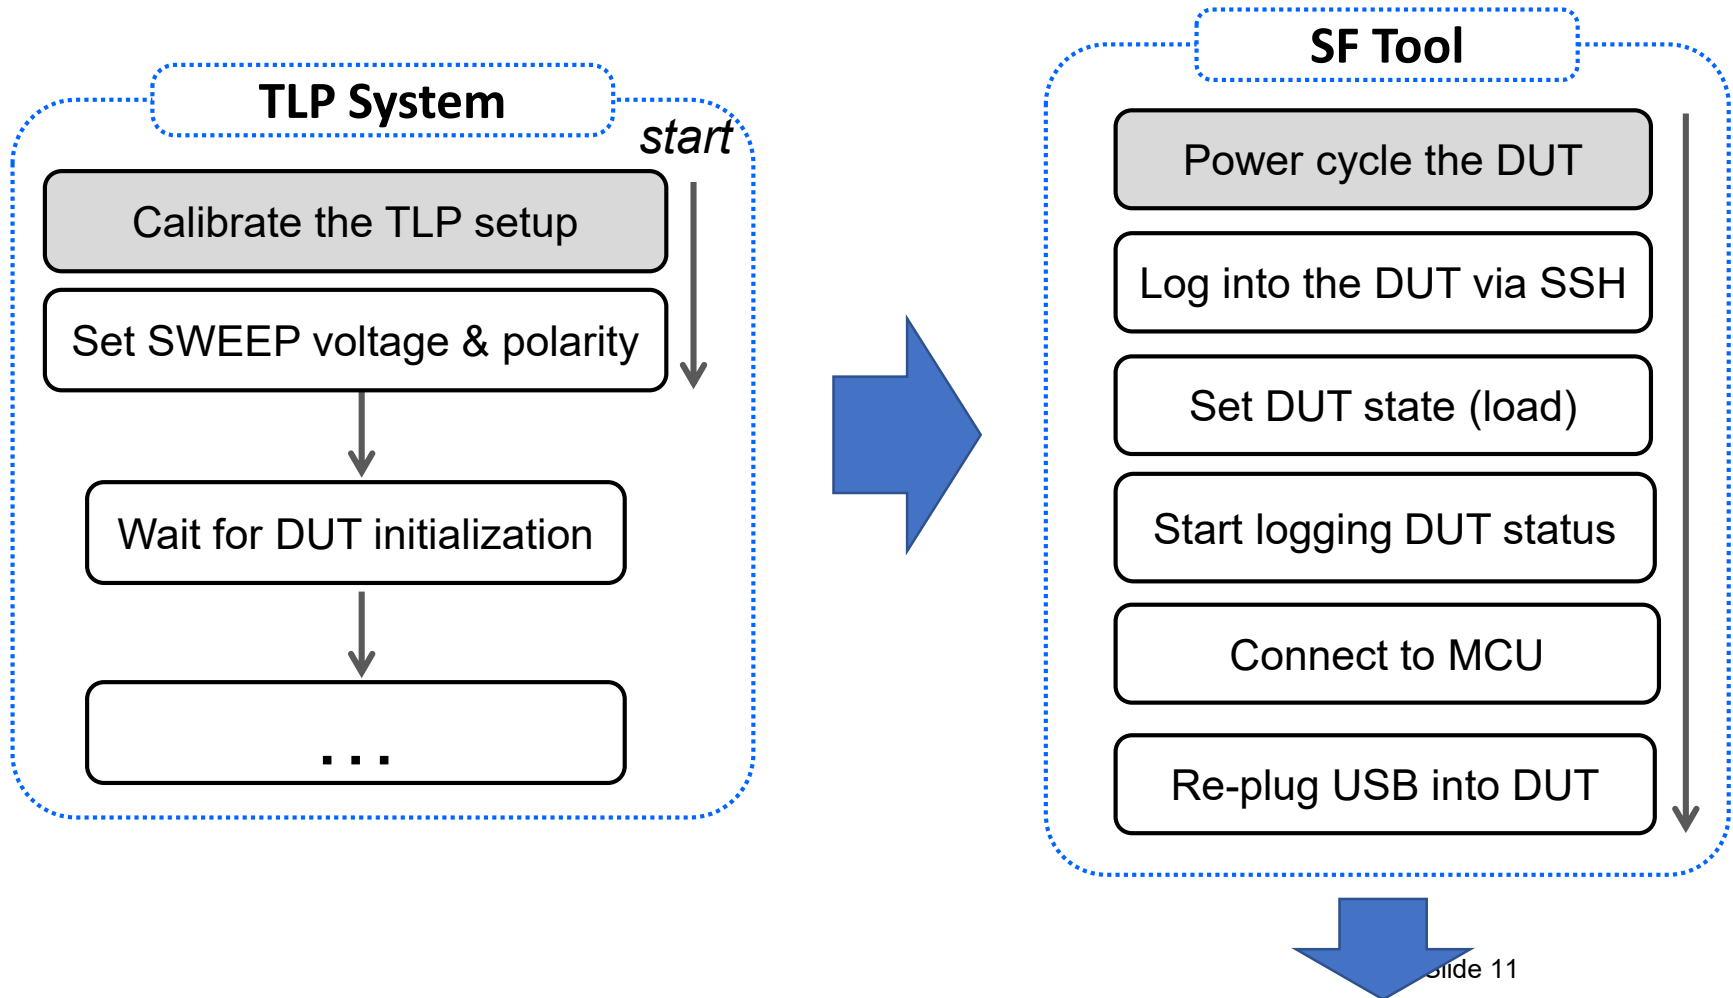 TLP System
start
Calibrate the TLP setup
Set SWEEP voltage & polarity
Wait for DUT initialization
...
SF Tool
Power cycle the DUT
Log into the DUT via SSH
Set DUT state (load)
Start logging DUT status
Connect to MCU
Re-plug USB into DUT
Slide 11